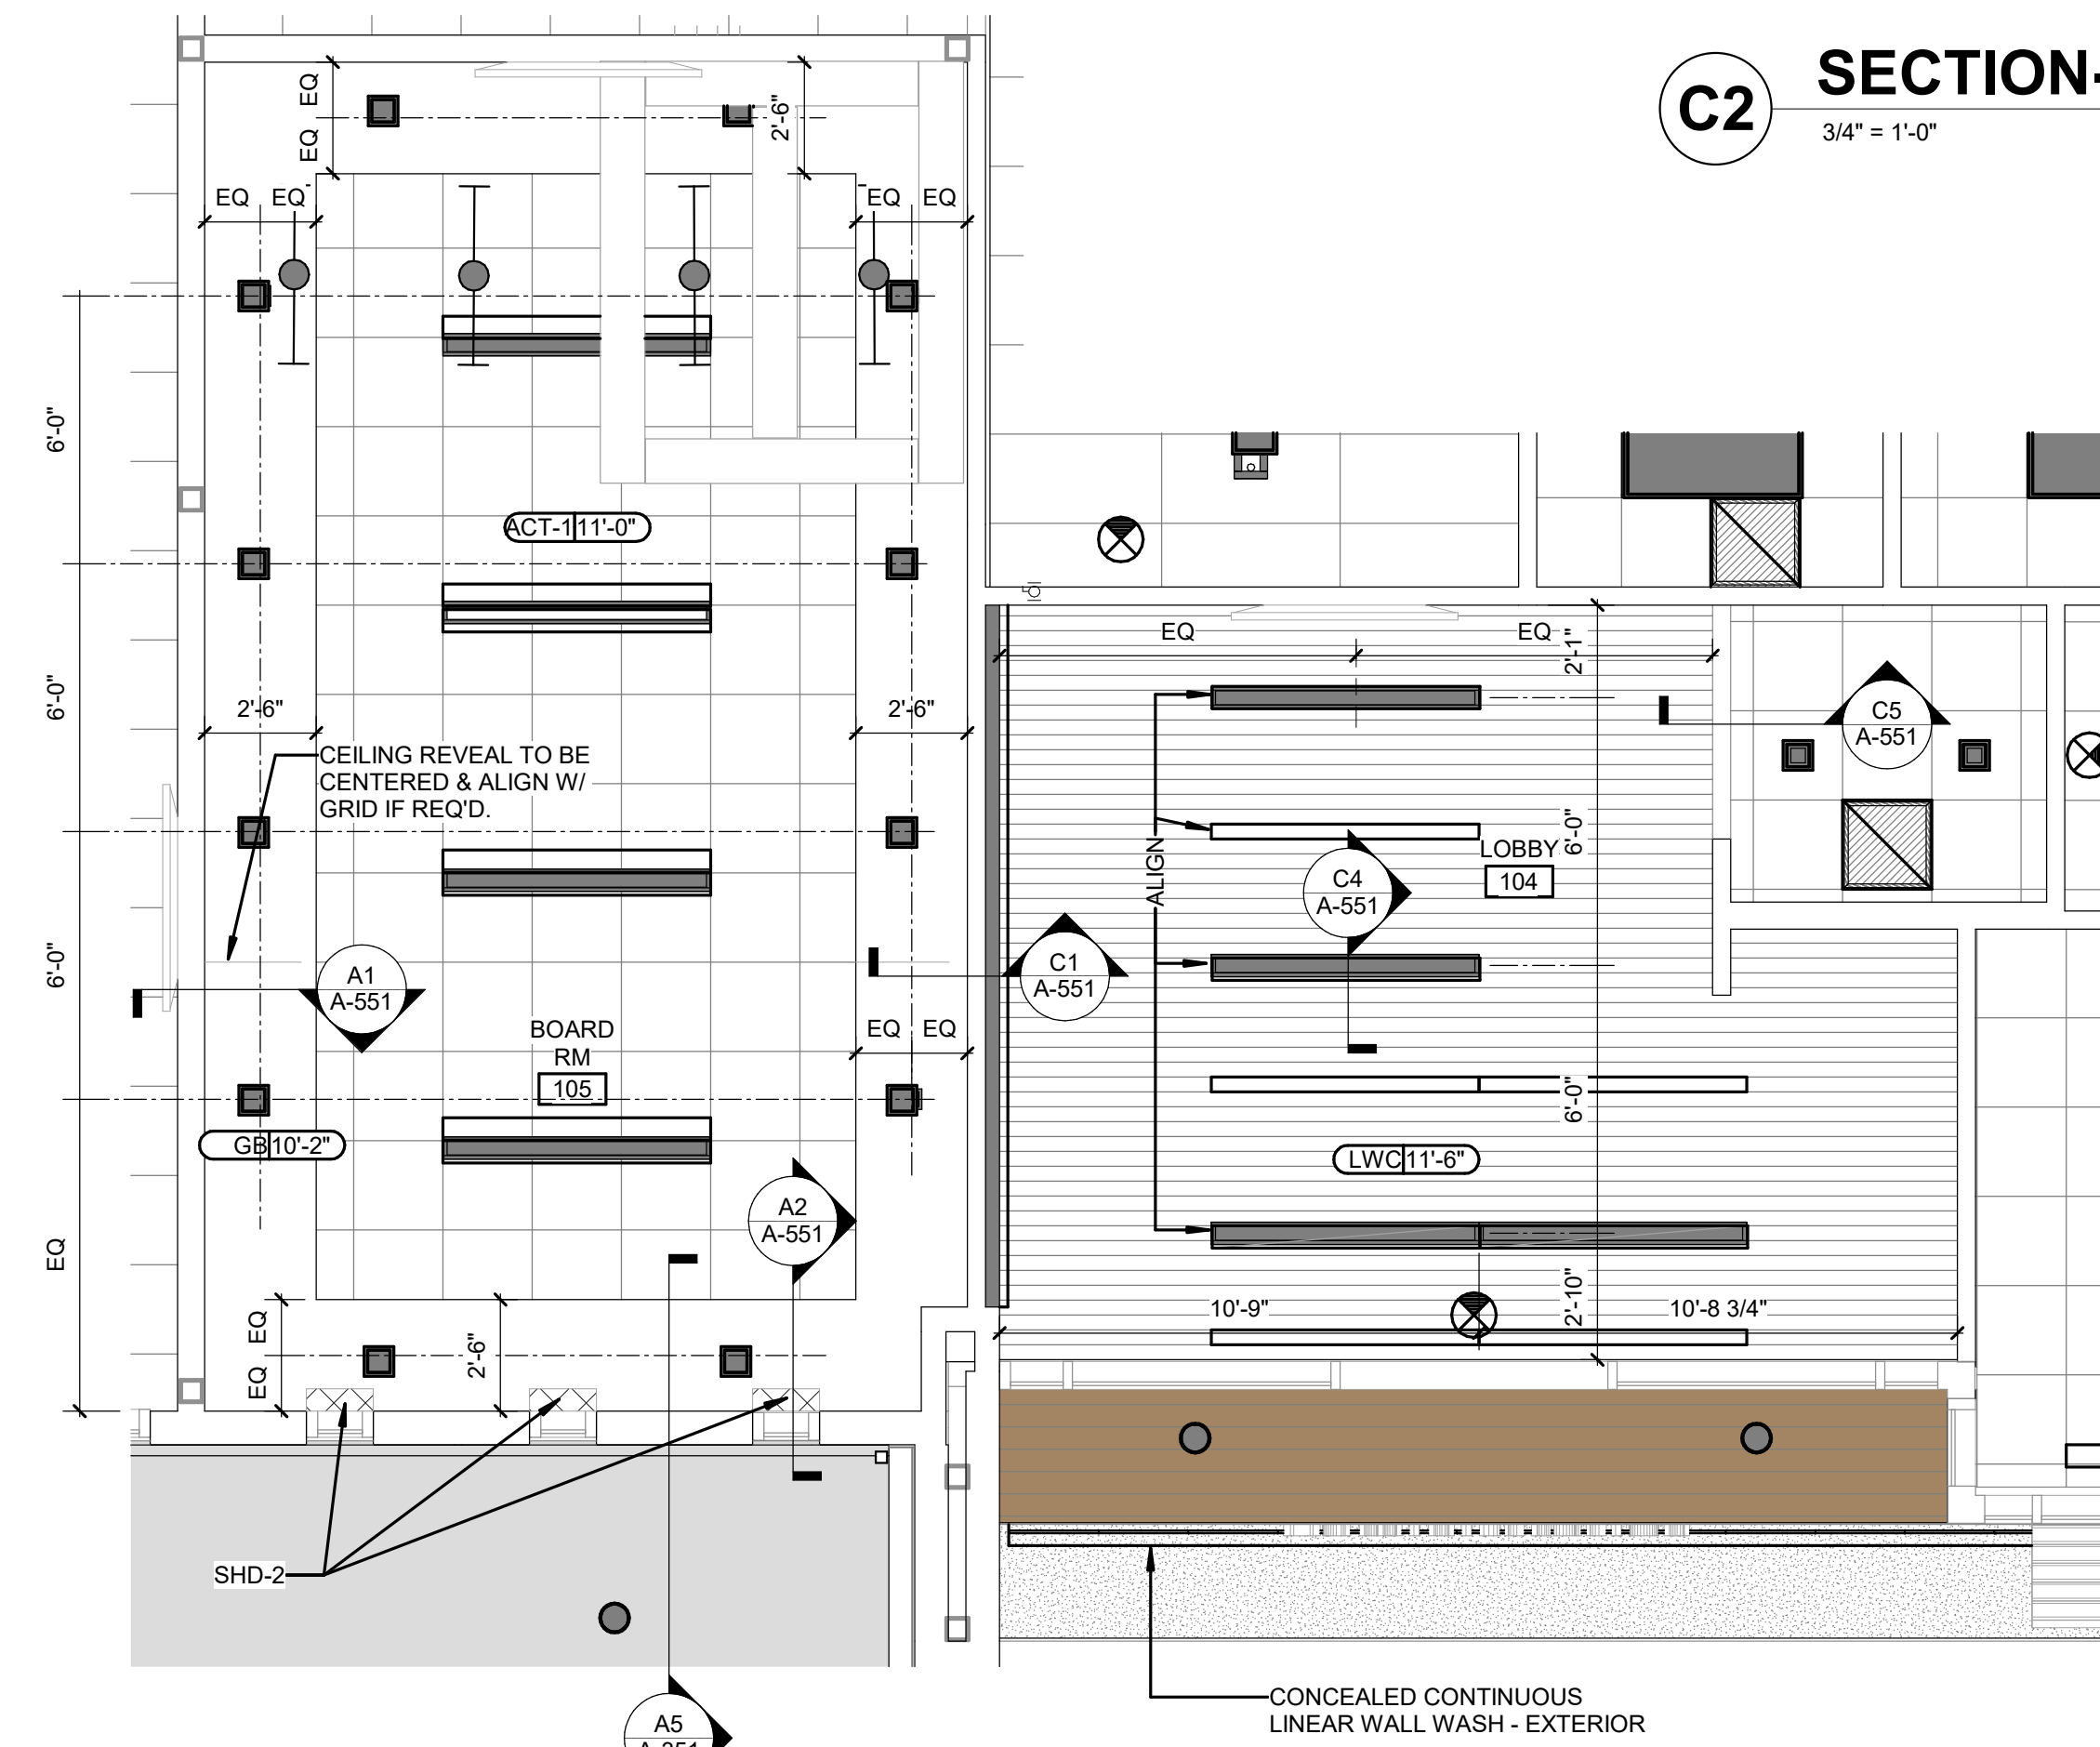 C2
SECTION-
3/4" = 1'-0"
EQ
EQ
2'-6"
EQ
EQ
EQ
EQ
6'-0"
ACT-1 11'-0"
EQ
EQ
2'-1"
6'-0"
2'-6"
2'-6"
C5
A-551
CEILING REVEAL TO BE
CENTERED & ALIGN W/
GRID IF REQ'D.
6'-0"
ALIGN
LOBBY
104
C4
A-551
6'-0"
A1
A-551
C1
A-551
BOARD
RM
105
EQ
EQ
6'-0"
GB 10'-2"
LWC 11'-6"
A2
A-551
EQ
EQ
EQ
2'-6"
10'-9"
2'-10"
10'-8 3/4"
SHD-2
CONCEALED CONTINUOUS
LINEAR WALL WASH - EXTERIOR
A5